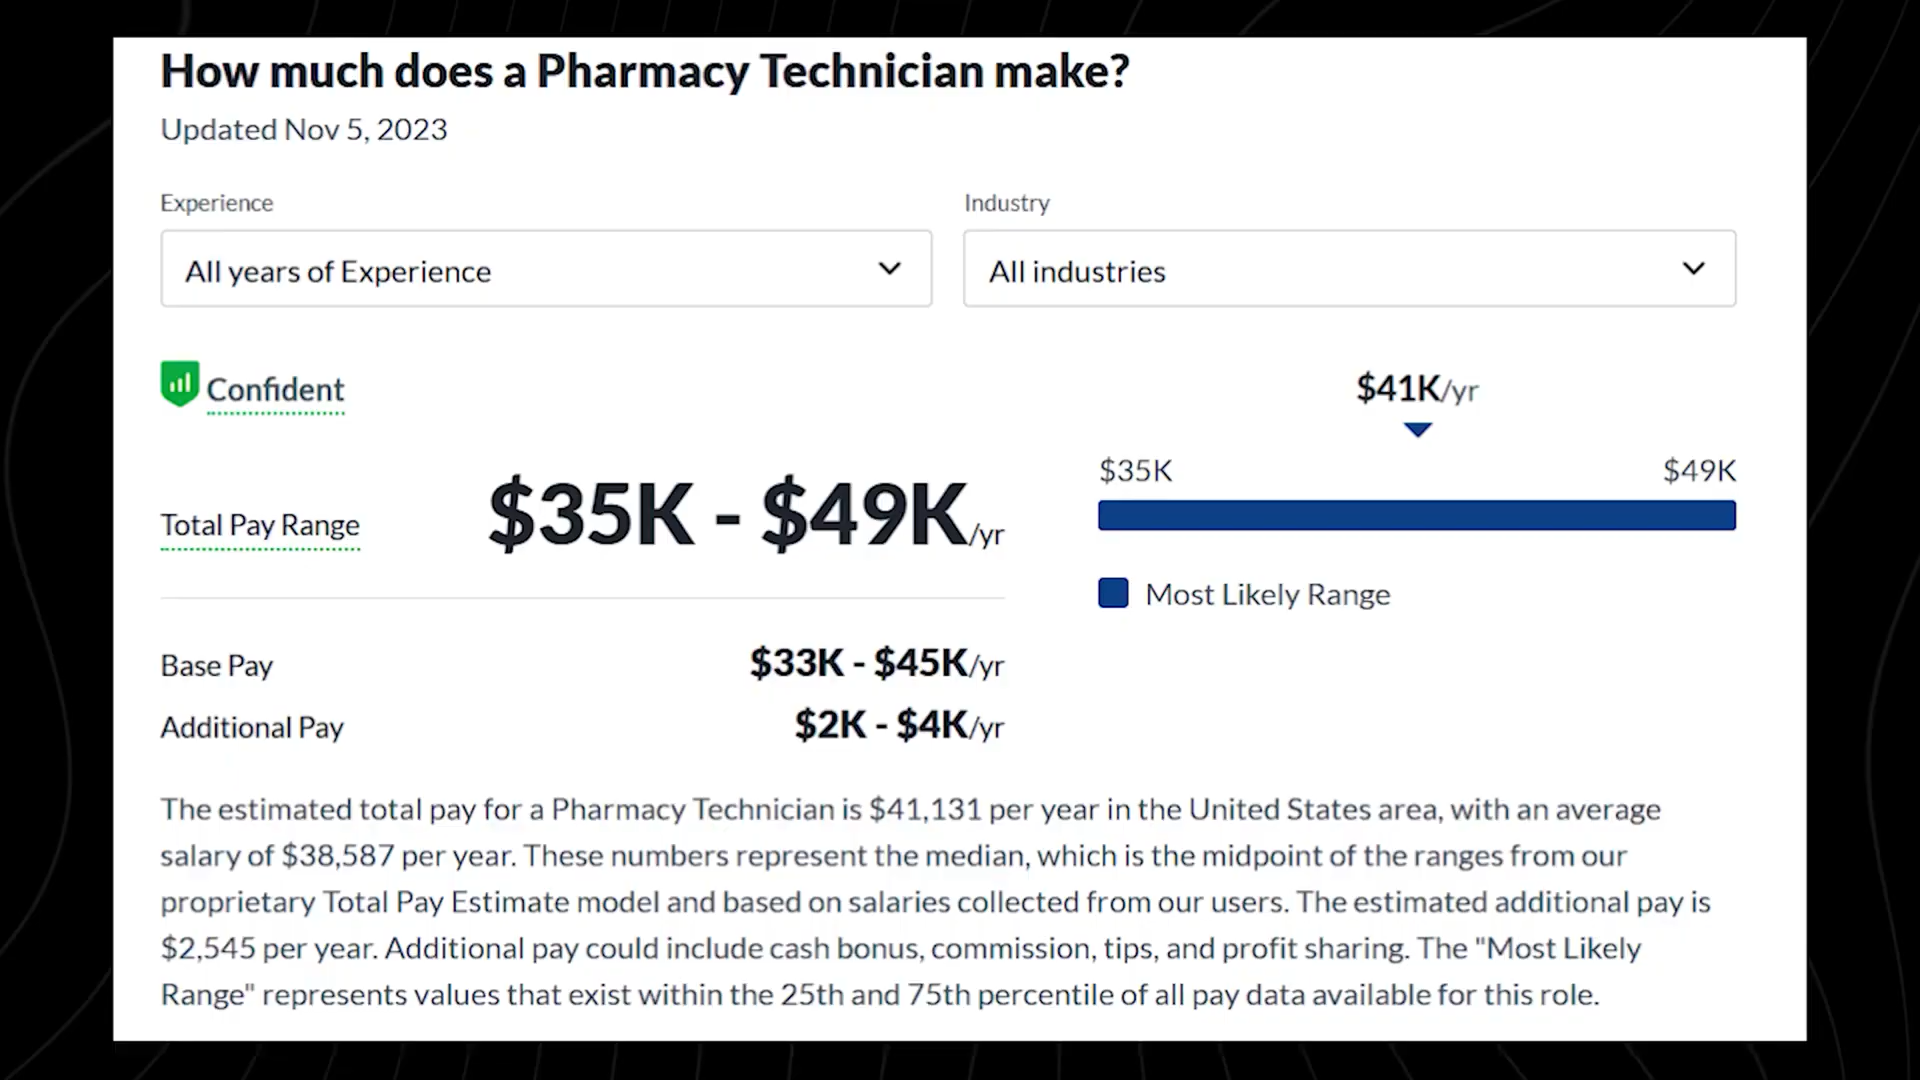 How much does a Pharmacy Technician make?
Updated Nov 5, 2023
Experience
Industry
All years of Experience
All industries
Confident
$41K/yr
$35K
$49K
Total Pay Range
$35K - $49K/yr
Most Likely Range
Base Pay
$33K - $45K/yr
Additional Pay
$2K - $4K/yr
The estimated total pay for a Pharmacy Technician is $41,131 per year in the United States area, with an average
salary of $38,587 per year. These numbers represent the median, which is the midpoint of the ranges from our
proprietary Total Pay Estimate model and based on salaries collected from our users. The estimated additional pay is
$2,545 per year. Additional pay could include cash bonus, commission, tips, and profit sharing. The "Most Likely
Range" represents values that exist within the 25th and 75th percentile of all pay data available for this role.